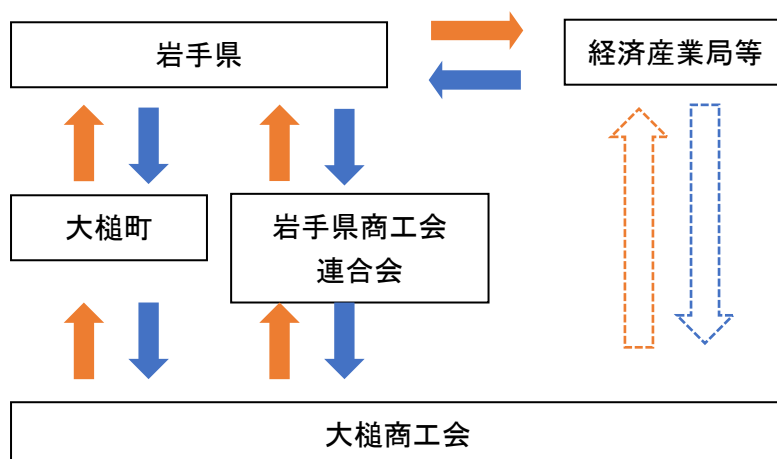 岩手県
経済産業局等
大槌町
岩手県商工会
連合会
大槌商工会